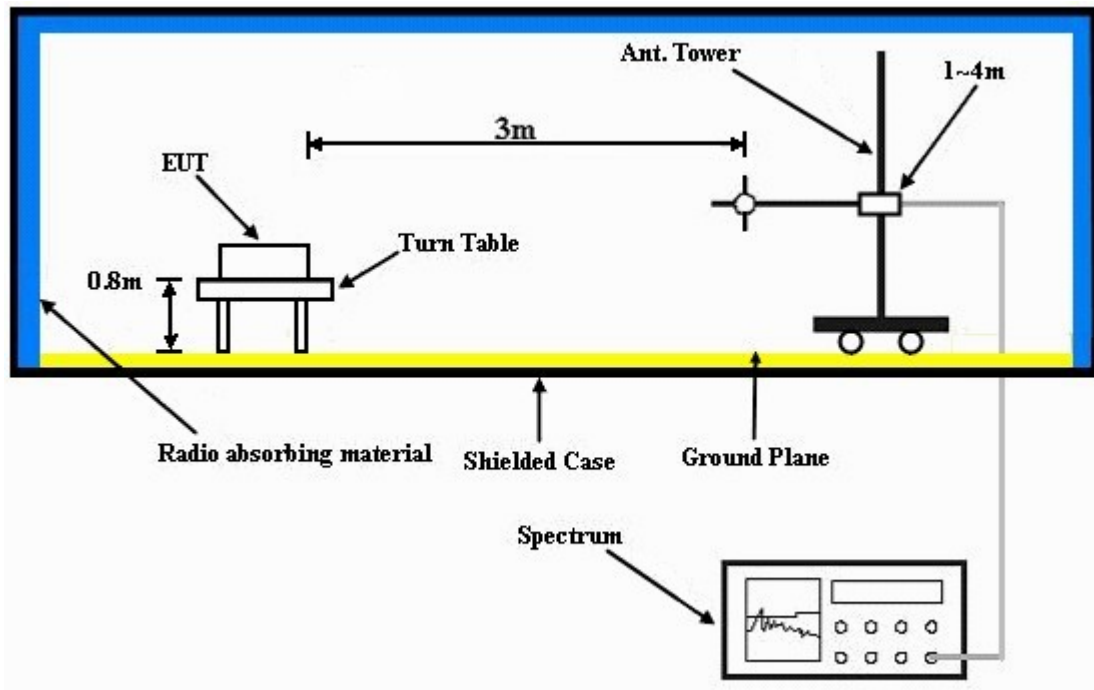 Ant. Tower
1~4m
3m
EUT
Turn Table
0.8m
Radio absorbing material
Shielded Case
Ground Plane
Spectrum